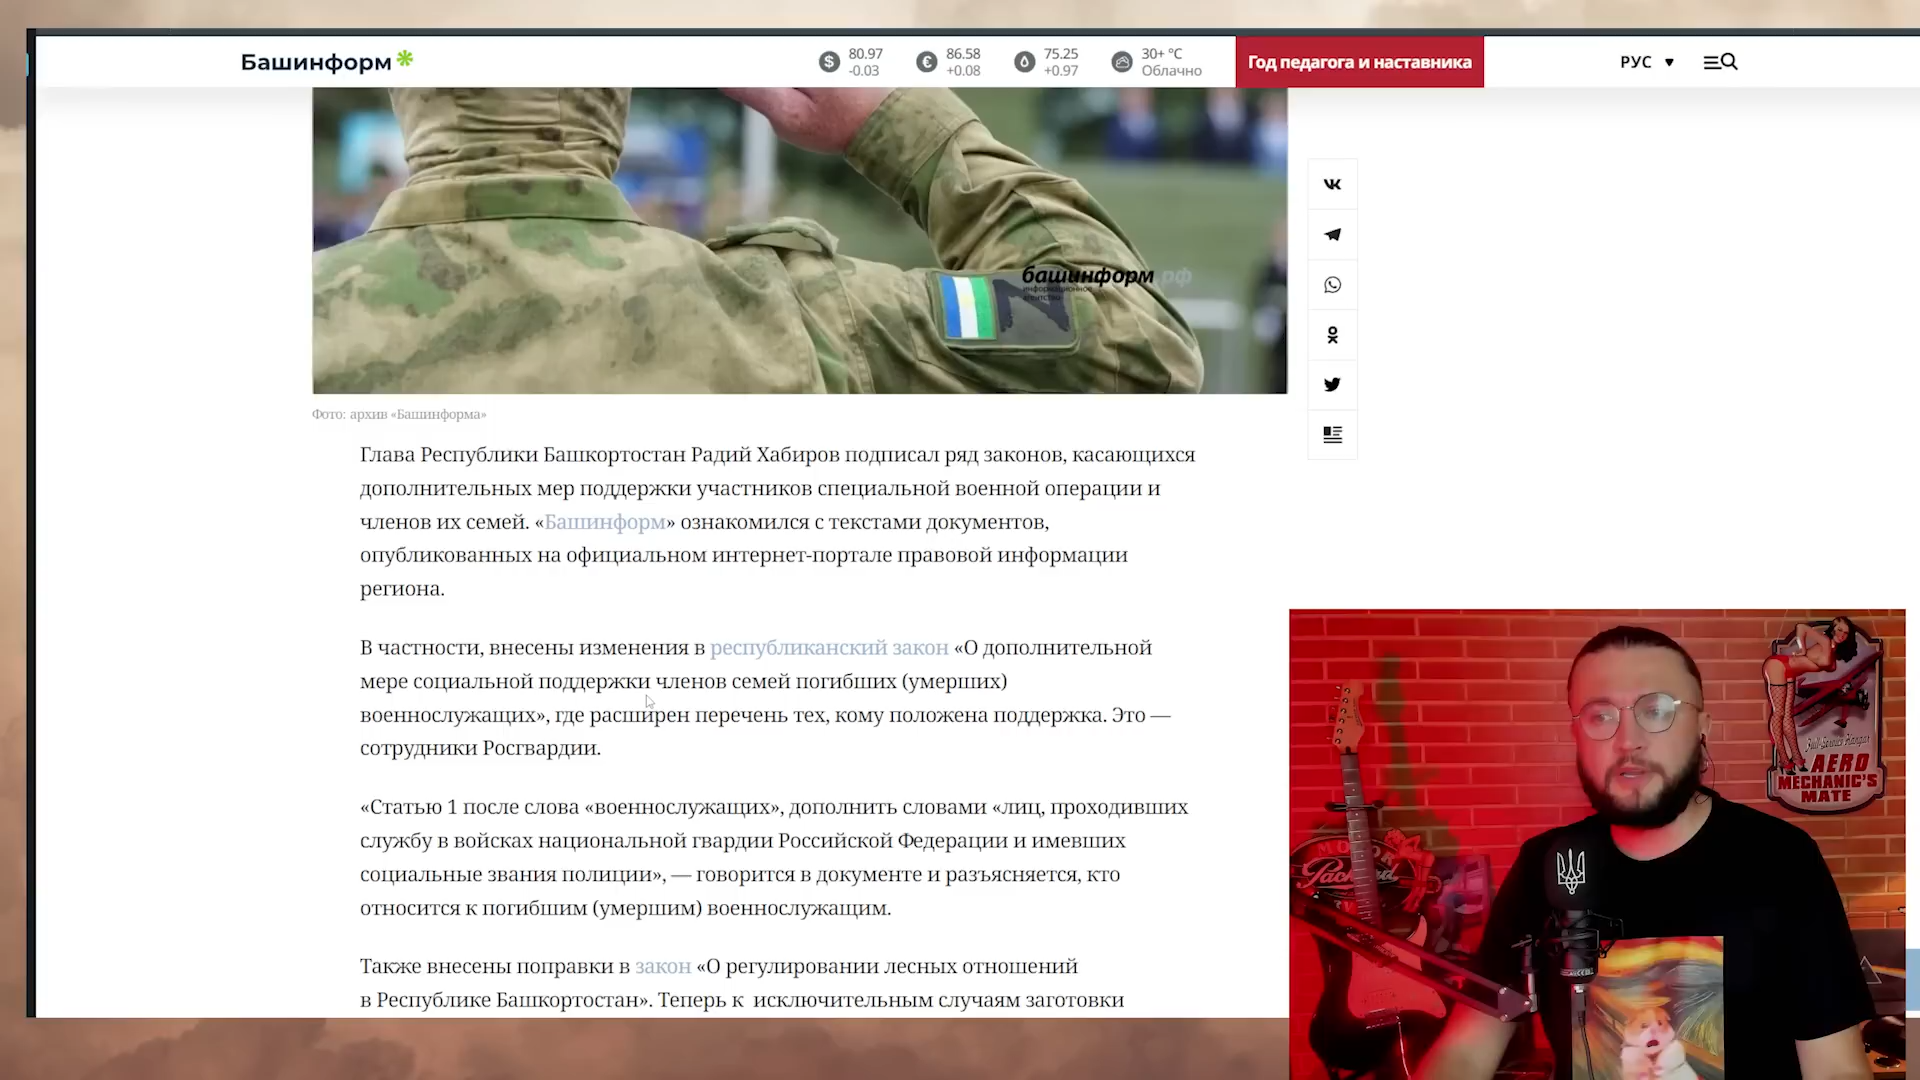 Башинформ
80.97
-0.03
86.58
+0.08
75.25
+0.97
30+ °C
Облачно
Год педагога и наставника
РУС
башинформ.рф
информационное
агентство
Фото: архив «Башинформа»
Глава Республики Башкортостан Радий Хабиров подписал ряд законов, касающихся
дополнительных мер поддержки участников специальной военной операции и
членов их семей. «Башинформ» ознакомился с текстами документов,
опубликованных на официальном интернет-портале правовой информации
региона.
В частности, внесены изменения в республиканский закон «О дополнительной
мере социальной поддержки членов семей погибших (умерших)
военнослужащих», где расширен перечень тех, кому положена поддержка. Это —
сотрудники Росгвардии.
«Статью 1 после слова «военнослужащих», дополнить словами «лиц, проходивших
службу в войсках национальной гвардии Российской Федерации и имевших
социальные звания полиции», — говорится в документе и разъясняется, кто
относится к погибшим (умершим) военнослужащим.
Также внесены поправки в закон «О регулировании лесных отношений
в Республике Башкортостан». Теперь к исключительным случаям заготовки
AERO
MECHANIC'S
MATE
MOTOR
Packard